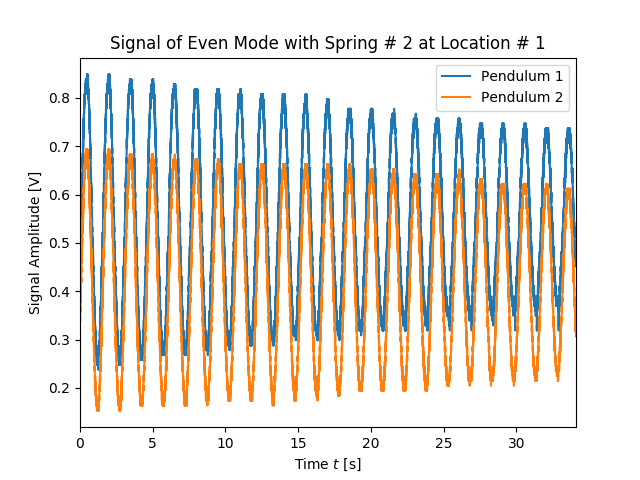 Signal of Even Mode with Spring # 2 at Location # 1
Pendulum 1
Pendulum 2
Signal Amplitude [V]
0.8
0.7
0.6
0.5
0.4
0.3
0.2
0 5 10 15 20 25 30
Time t [s]